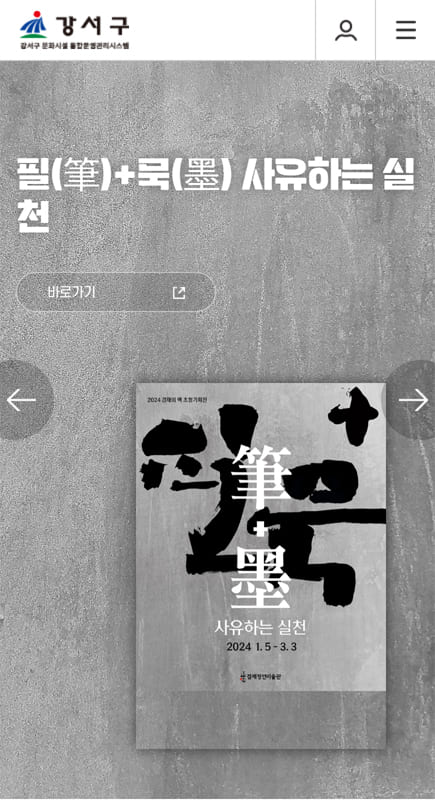 강서구
강서구 문화시설 통합운영관리시스템
필(筆)+묵(墨) 사유하는 실
천
바로가기
2024 겸재의 맥 초청기획전
필+묵
筆
+
墨
사유하는 실천
2024 1. 5 - 3. 3
겸재정선미술관